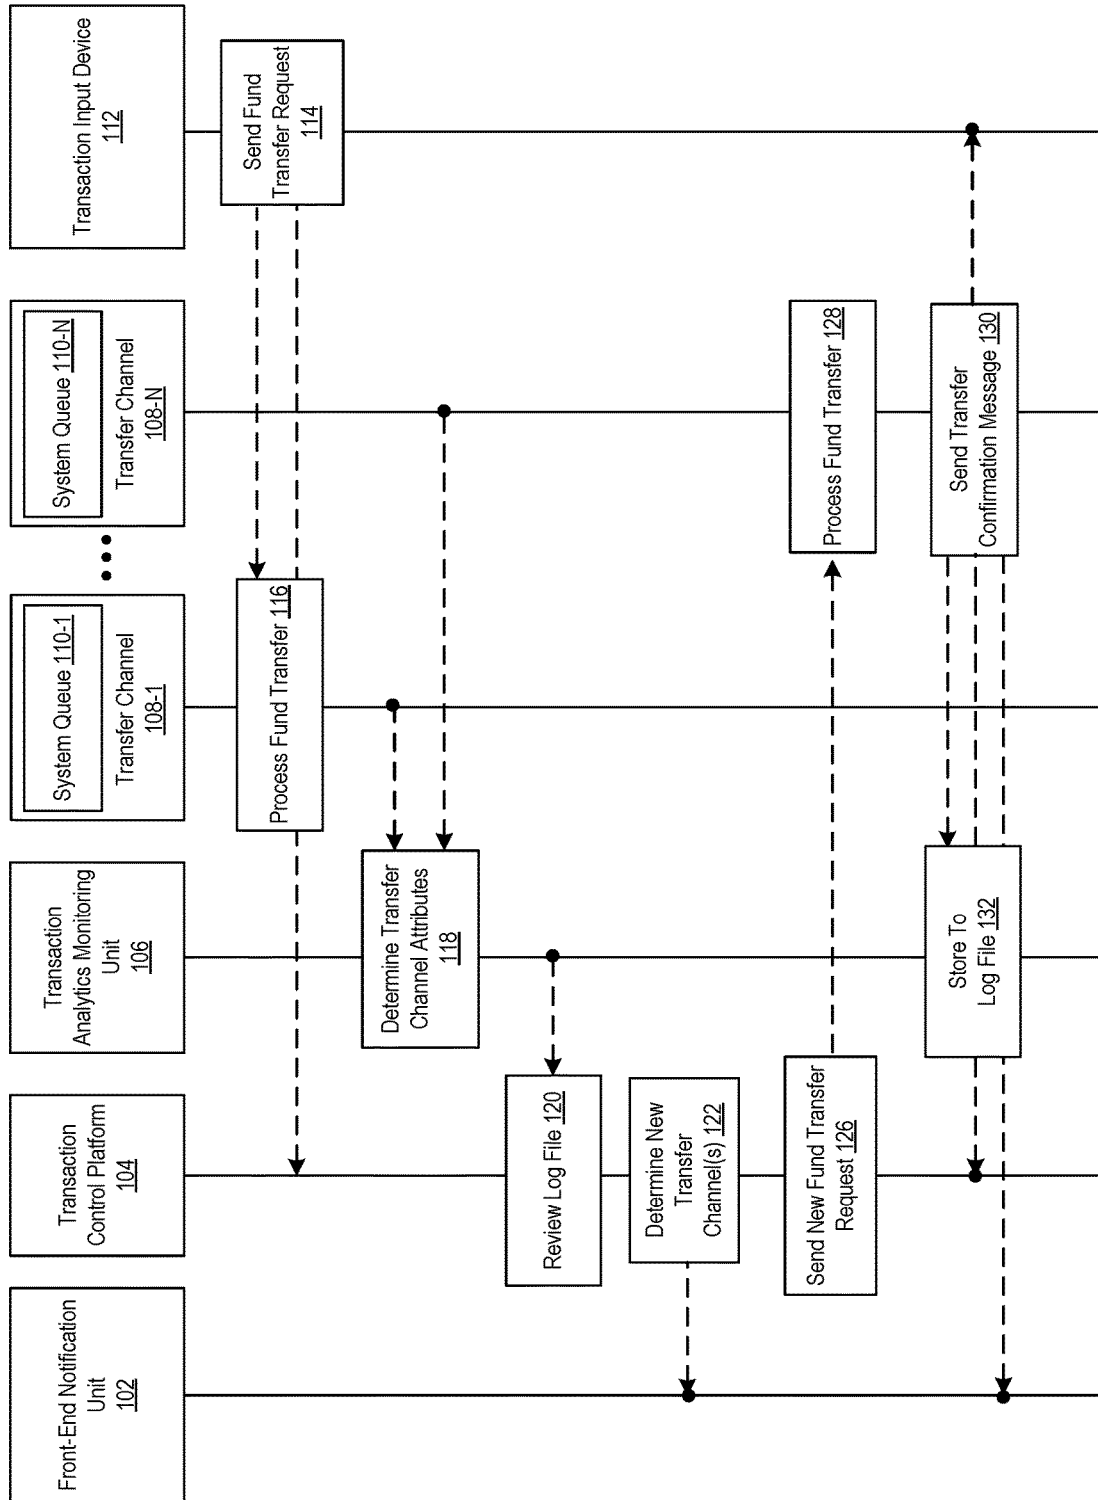 Front-End Notification
Unit
102
Transaction
Control Platform
104
Transaction
Analytics Monitoring
Unit
106
System Queue 110-1
Transfer Channel
108-1
System Queue 110-N
Transfer Channel
108-N
Transaction Input Device
112
Send Fund
Transfer Request
114
Process Fund Transfer 116
Determine Transfer
Channel Attributes
118
Review Log File 120
Determine New
Transfer
Channel(s) 122
Send New Fund Transfer
Request 126
Process Fund Transfer 128
Send Transfer
Confirmation Message 130
Store To
Log File 132